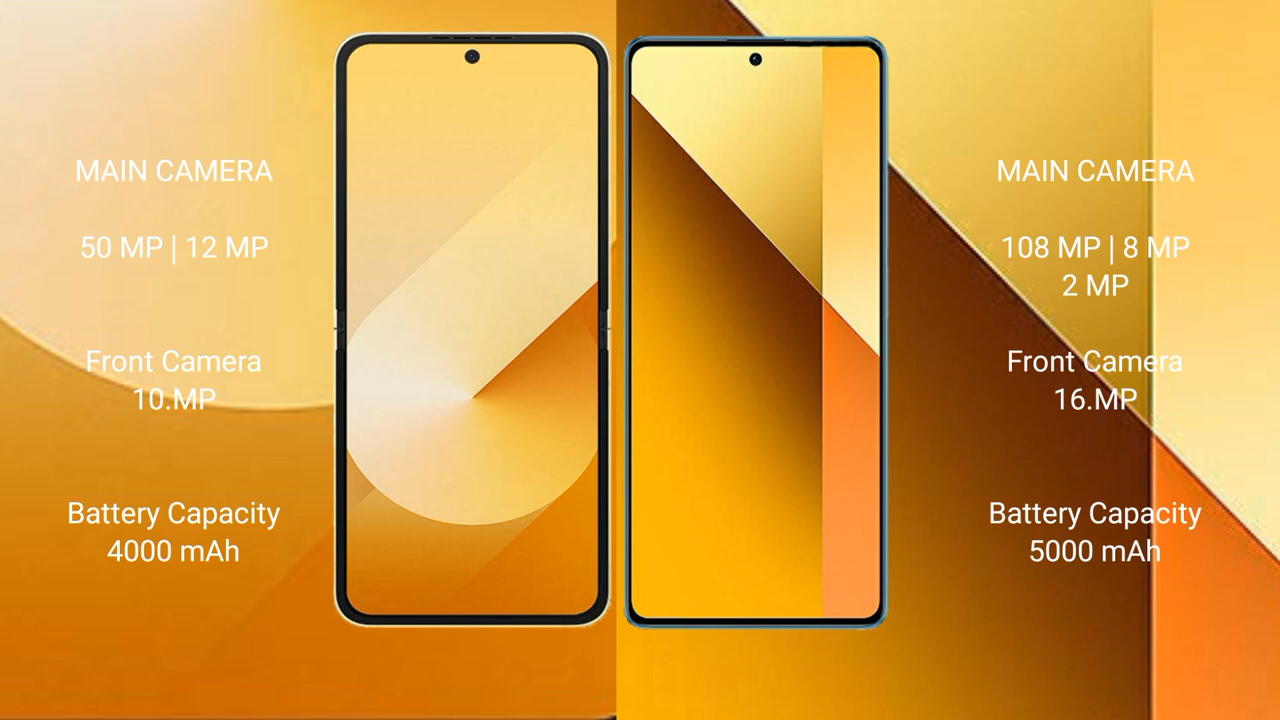 MAIN CAMERA
50 MP | 12 MP
Front Camera
10.MP
Battery Capacity
4000 mAh
MAIN CAMERA
108 MP | 8 MP
2 MP
Front Camera
16.MP
Battery Capacity
5000 mAh